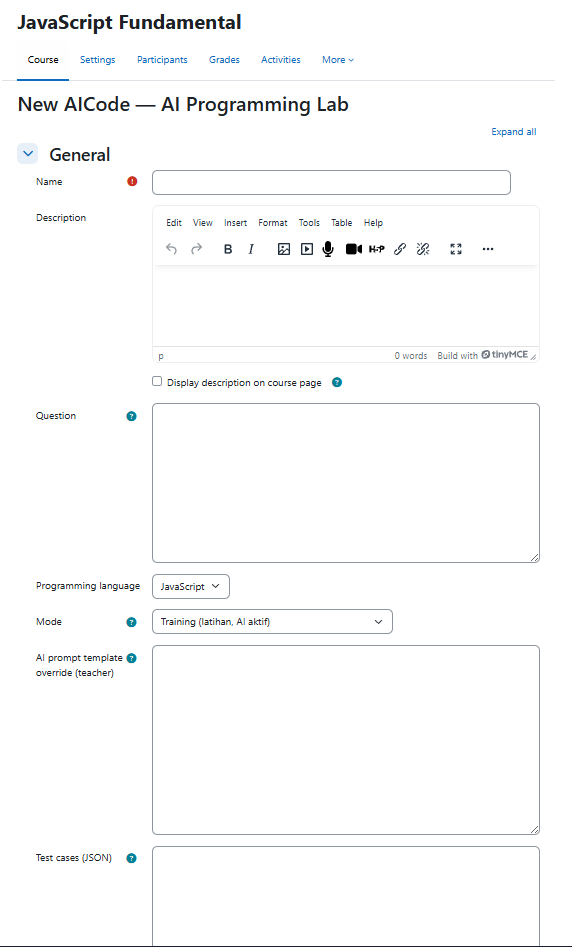 JavaScript Fundamental
Course Settings Participants Grades Activities More
New AICode — AI Programming Lab
Expand all
General
Name
Description
Edit View Insert Format Tools Table Help
B I H-P
p 0 words Build with tinyMCE
Display description on course page
Question
Programming language JavaScript
Mode Training (latihan, AI aktif)
AI prompt template
override (teacher)
Test cases (JSON)